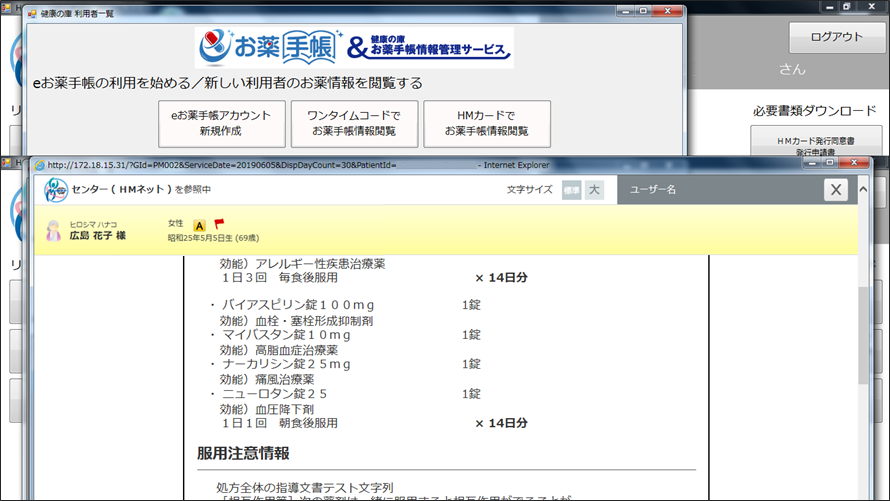 健康の庫 利用者一覧
お薬手帳 & 健康の庫
お薬手帳情報管理サービス
eお薬手帳の利用を始める／新しい利用者のお薬情報を閲覧する
eお薬手帳アカウント
新規作成
ワンタイムコードで
お薬手帳情報閲覧
HMカードで
お薬手帳情報閲覧
ログアウト
さん
必要書類ダウンロード
HMカード発行同意書
発行申請書
http://172.18.15.31/?GId=PM002&ServiceDate=20190605&DispDayCount=30&PatientId= - Internet Explorer
センター( HMネット )を参照中
文字サイズ 標準 大
ユーザー名
X
ヒロシマ ハナコ
広島 花子 様
女性 A
昭和25年5月5日生 (69歳)
効能）アレルギー性疾患治療薬
１日３回　毎食後服用 × 14日分
・ バイアスピリン錠１００ｍｇ 1錠
効能）血栓・塞栓形成抑制剤
・ マイバスタン錠１０ｍｇ 1錠
効能）高脂血症治療薬
・ ナーカリシン錠２５ｍｇ 1錠
効能）痛風治療薬
・ ニューロタン錠２５ 1錠
効能）血圧降下剤
１日１回　朝食後服用 × 14日分
服用注意情報
処方全体の指導文書テスト文字列